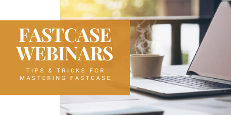 FASTCASE
WEBINARS
TIPS & TRICKS FOR
MASTERING FASTCASE